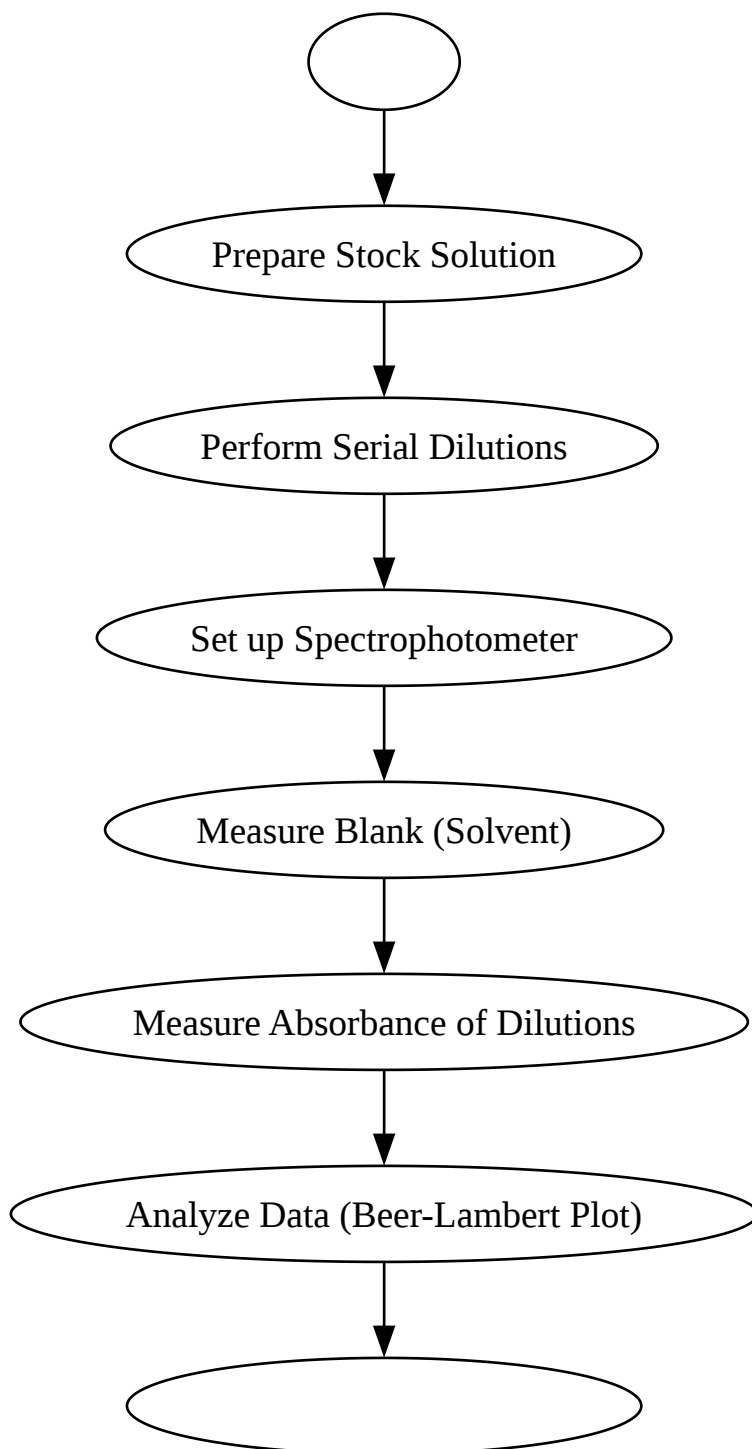 Prepare Stock Solution
Perform Serial Dilutions
Set up Spectrophotometer
Measure Blank (Solvent)
Measure Absorbance of Dilutions
Analyze Data (Beer-Lambert Plot)